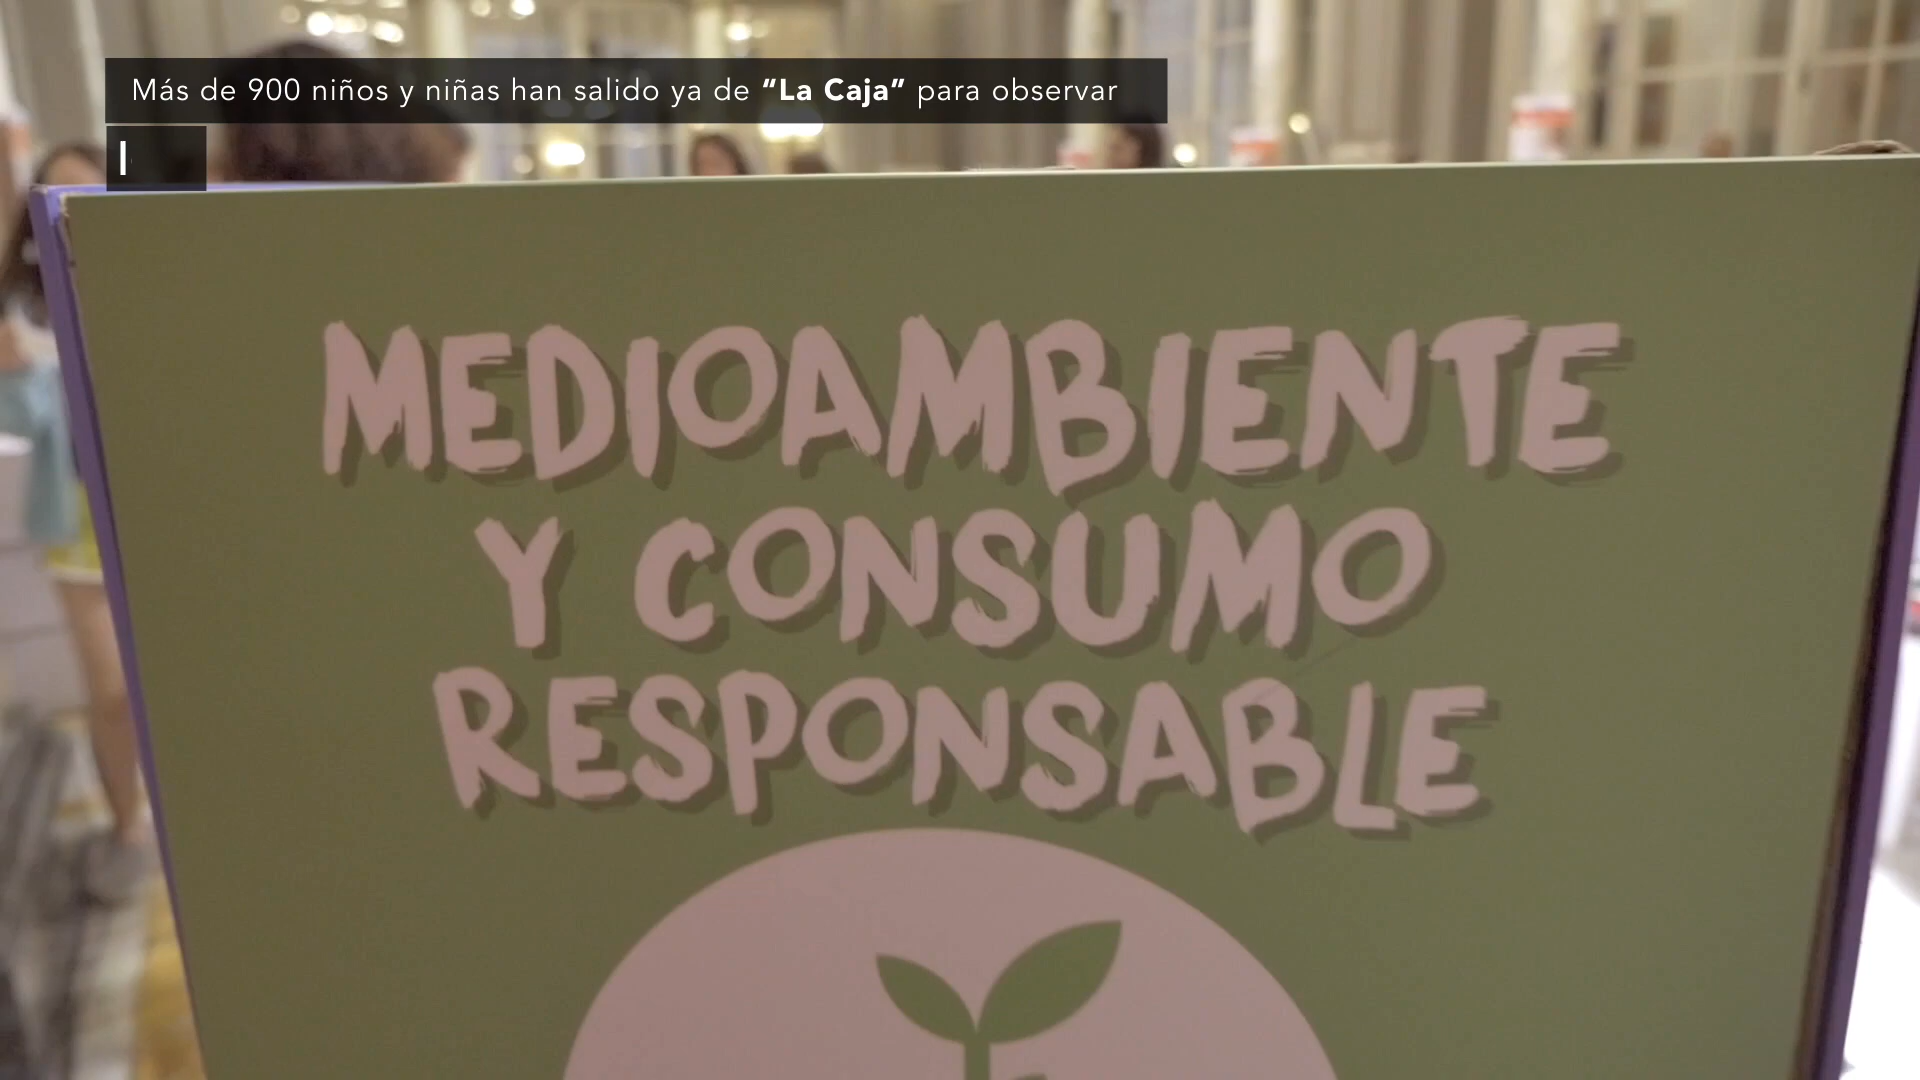 Más de 900 niños y niñas han salido ya de “La Caja” para observar
MEDIOAMBIENTE
Y CONSUMO
RESPONSABLE